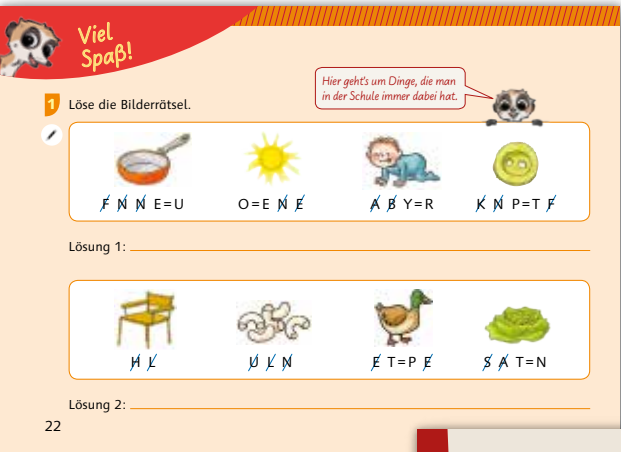 Viel
Spaß!
Hier geht's um Dinge, die man
in der Schule immer dabei hat.
1 Löse die Bilderrätsel.
F N N E=U O=E N E A B Y=R K N P=T F
Lösung 1:
H L U L N E T=P E S A T=N
Lösung 2:
22